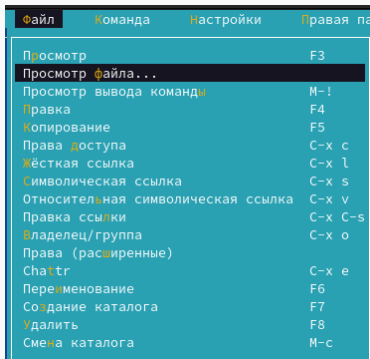 Файл Команда Настройки Правая па
Просмотр F3
Просмотр файла...
Просмотр вывода команды M-!
Правка F4
Копирование F5
Права доступа C-x c
Жёсткая ссылка C-x l
Символическая ссылка C-x s
Относительная символическая ссылка C-x v
Правка ссылки C-x C-s
Владелец/группа C-x o
Права (расширенные)
Chattr C-x e
Переименование F6
Создание каталога F7
Удалить F8
Смена каталога M-c